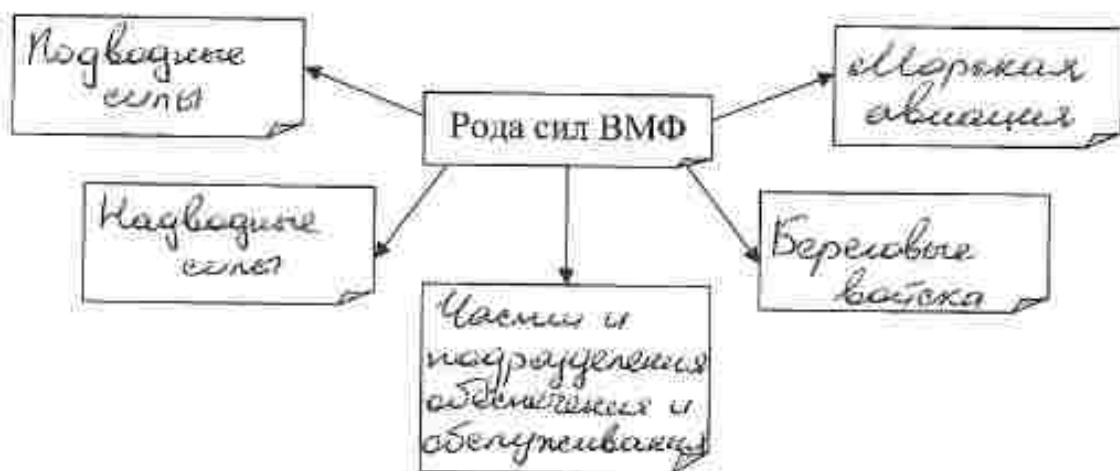 Подводные
силы
Морская
авиация
Рода сил ВМФ
Надводные
силы
Береговые
войска
Части и
подразделения
обеспечения и
обслуживания